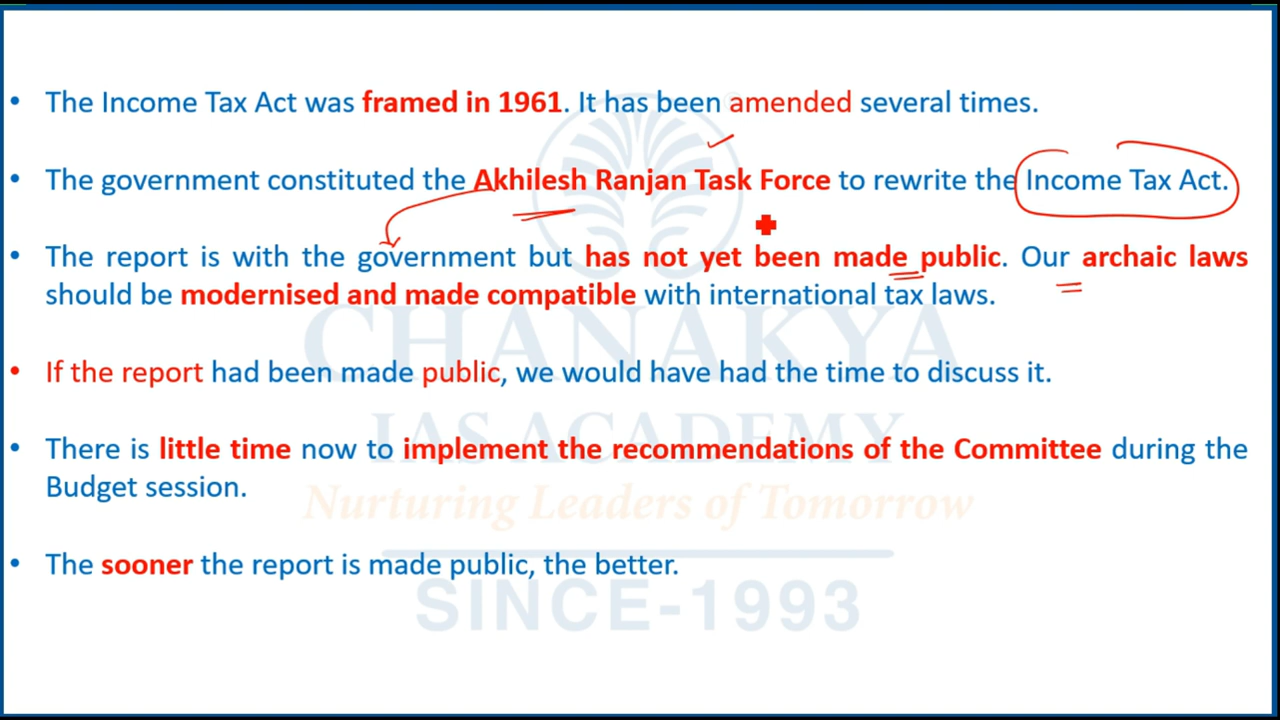 • The Income Tax Act was framed in 1961. It has been amended several times.
• The government constituted the Akhilesh Ranjan Task Force to rewrite the Income Tax Act.
• The report is with the government but has not yet been made public. Our archaic laws
should be modernised and made compatible with international tax laws.
• If the report had been made public, we would have had the time to discuss it.
• There is little time now to implement the recommendations of the Committee during the
Budget session.
• The sooner the report is made public, the better.
CHANAKYA
IAS ACADEMY
Nurturing Leaders of Tomorrow
SINCE-1993